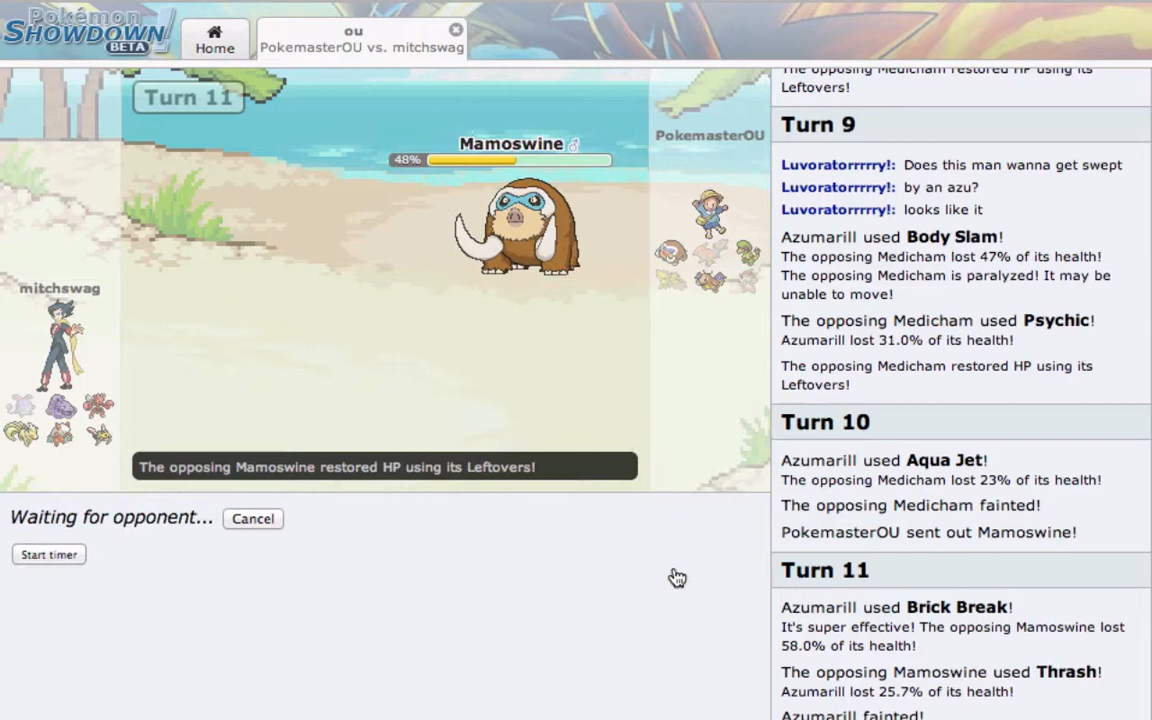 Pokémon
SHOWDOWN!
BETA
Home
ou
PokemasterOU vs. mitchswag
Turn 11
Mamoswine ♂
48%
PokemasterOU
mitchswag
The opposing Mamoswine restored HP using its Leftovers!
Waiting for opponent... Cancel
Start timer
The opposing Medicham restored HP using its
Leftovers!
Turn 9
Luvoratorrrrry!: Does this man wanna get swept
Luvoratorrrrry!: by an azu?
Luvoratorrrrry!: looks like it
Azumarill used Body Slam!
The opposing Medicham lost 47% of its health!
The opposing Medicham is paralyzed! It may be
unable to move!
The opposing Medicham used Psychic!
Azumarill lost 31.0% of its health!
The opposing Medicham restored HP using its
Leftovers!
Turn 10
Azumarill used Aqua Jet!
The opposing Medicham lost 23% of its health!
The opposing Medicham fainted!
PokemasterOU sent out Mamoswine!
Turn 11
Azumarill used Brick Break!
It's super effective! The opposing Mamoswine lost
58.0% of its health!
The opposing Mamoswine used Thrash!
Azumarill lost 25.7% of its health!
Azumarill fainted!